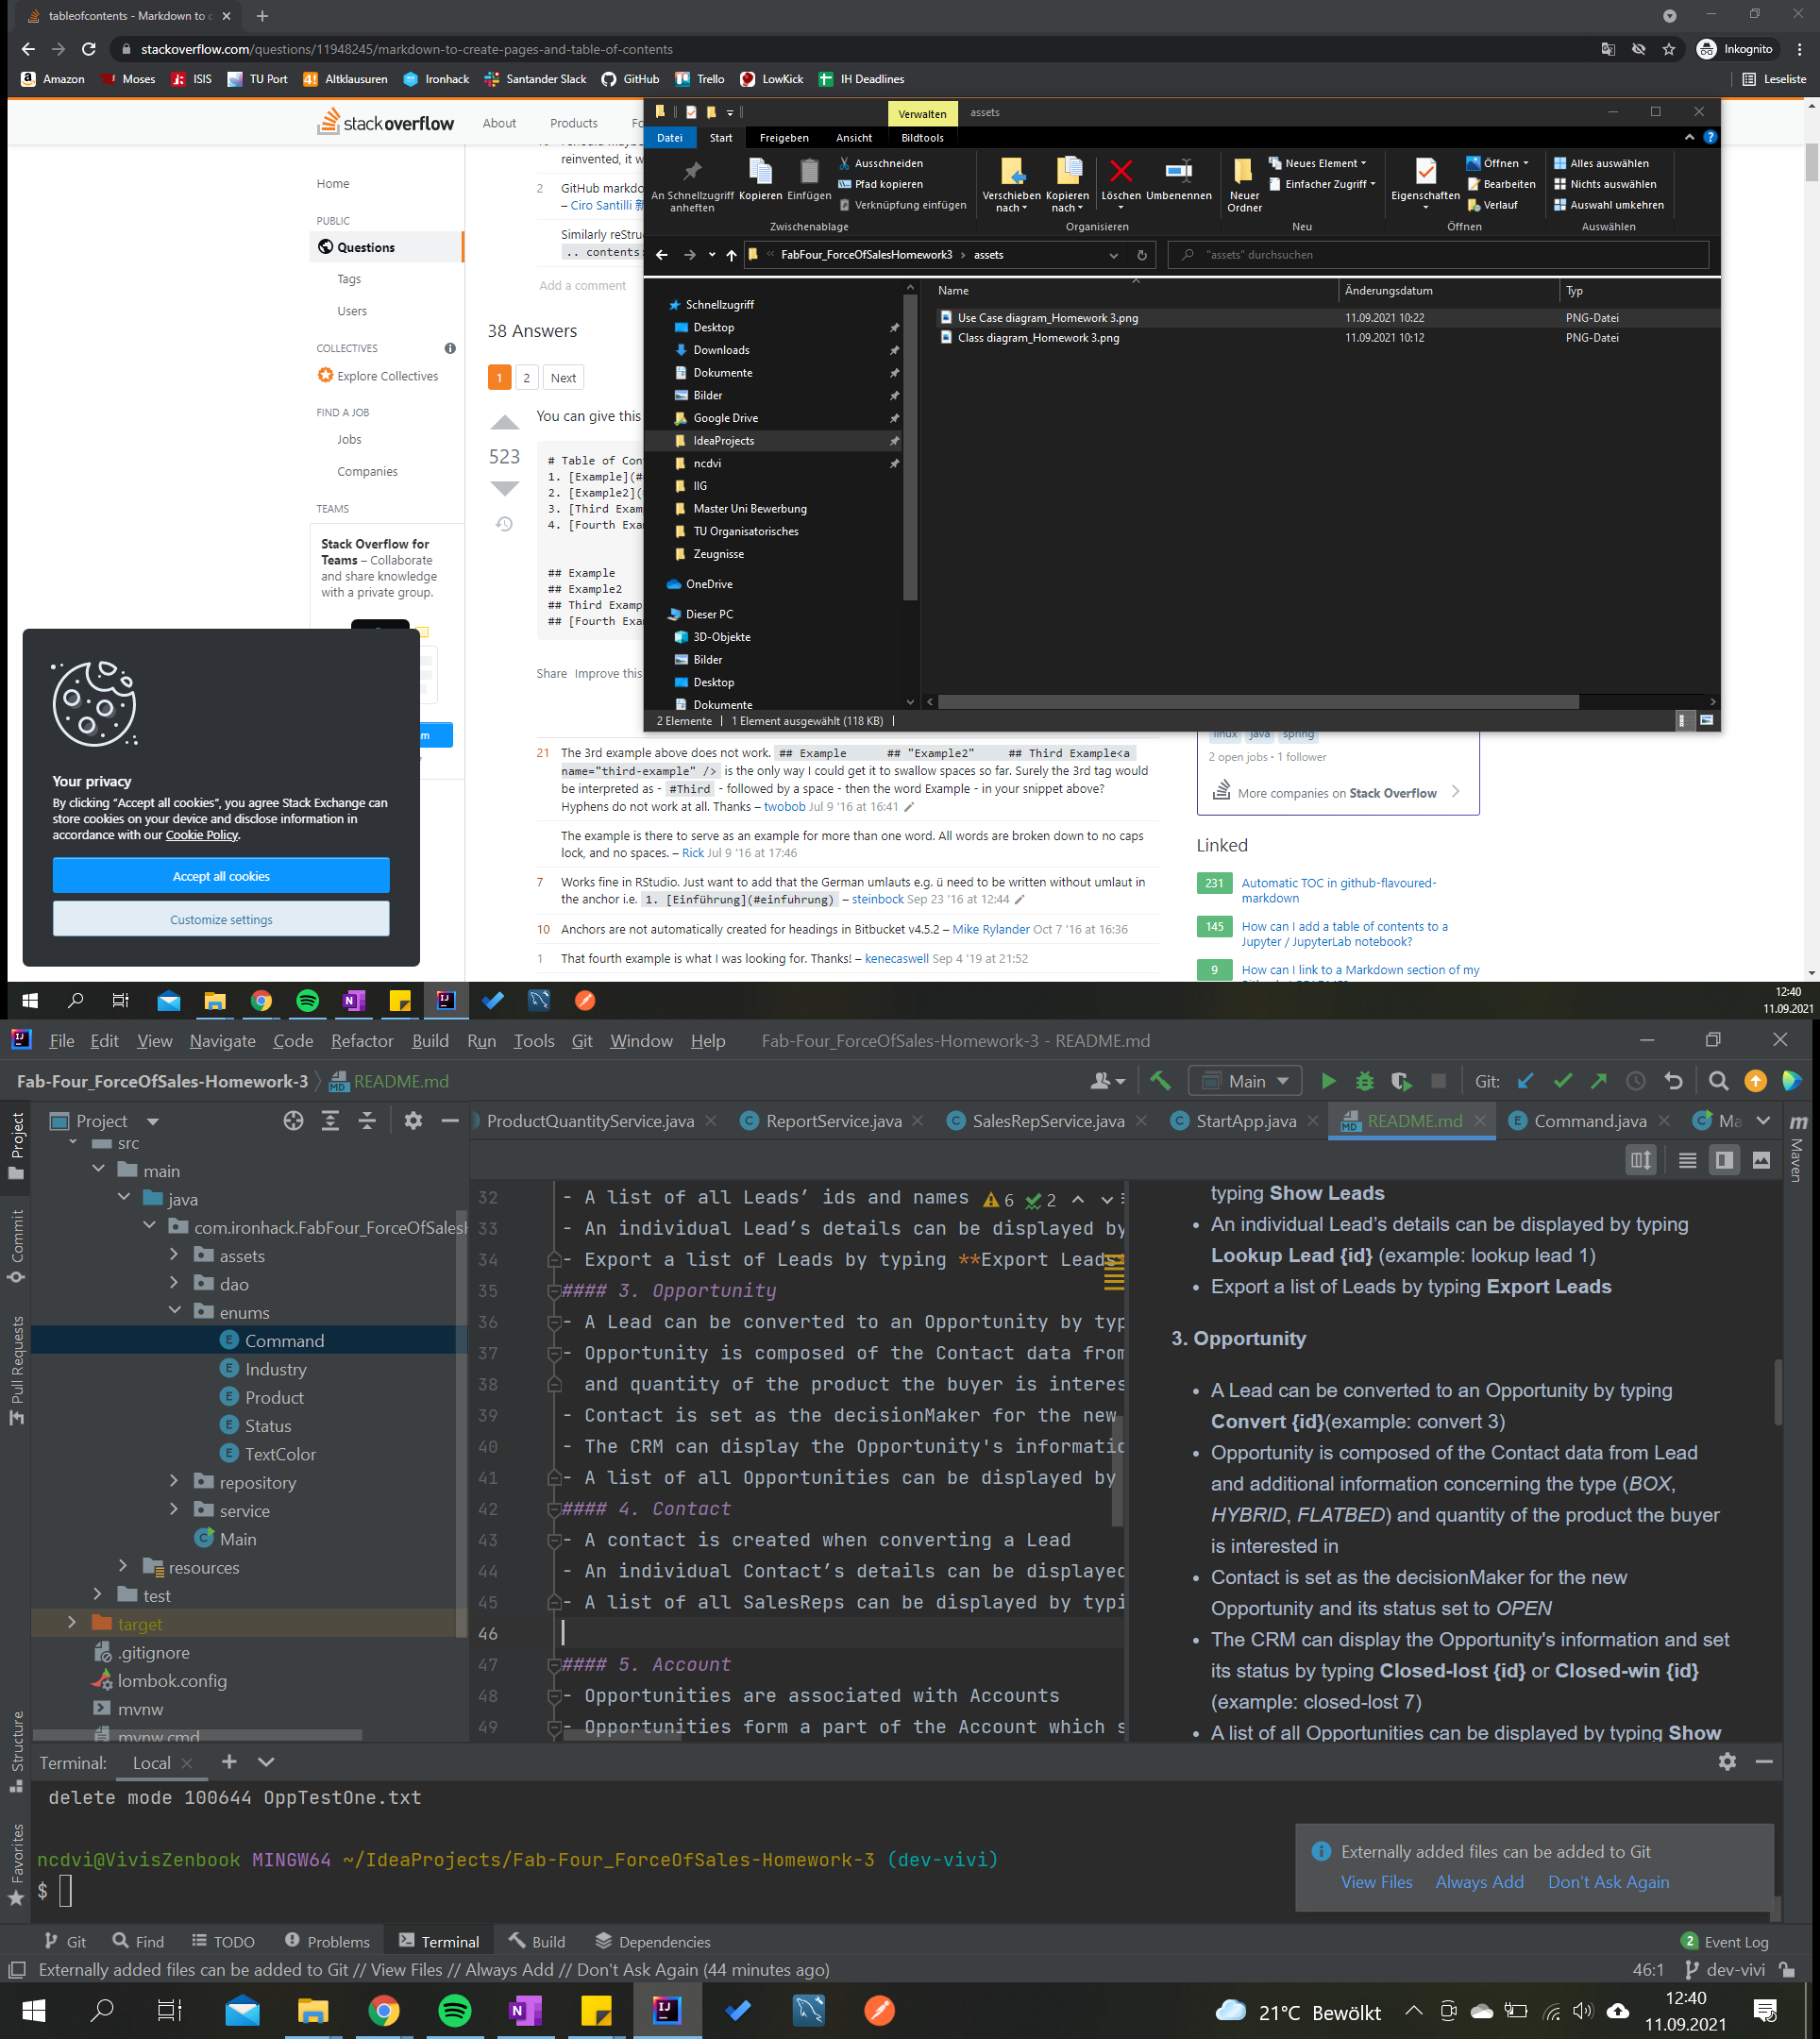 tableofcontents - Markdown to c
stackoverflow.com/questions/11948245/markdown-to-create-pages-and-table-of-contents
Inkognito
Amazon Moses ISIS TU Port Altklausuren Ironhack Santander Slack GitHub Trello LowKick IH Deadlines Leseliste
stackoverflow About Products
Home
PUBLIC
Questions
Tags
Users
COLLECTIVES
Explore Collectives
FIND A JOB
Jobs
Companies
TEAMS
Stack Overflow for
Teams – Collaborate
and share knowledge
with a private group.
reinvented, it w
2 GitHub markdo
– Ciro Santilli
Similarly reStruc
.. contents:
Add a comment
38 Answers
1 2 Next
You can give this
523
# Table of Con
1. [Example](#
2. [Example2](
3. [Third Exam
4. [Fourth Exa
## Example
## Example2
## Third Examp
## [Fourth Exa
Share Improve this
Verwalten assets
Datei Start Freigeben Ansicht Bildtools
An Schnellzugriff
anheften
Kopieren Einfügen
Ausschneiden
Pfad kopieren
Verknüpfung einfügen
Zwischenablage
Verschieben
nach
Kopieren
nach
Löschen Umbenennen
Organisieren
Neuer
Ordner
Neues Element
Einfacher Zugriff
Neu
Eigenschaften
Öffnen
Bearbeiten
Verlauf
Öffnen
Alles auswählen
Nichts auswählen
Auswahl umkehren
Auswählen
« FabFour_ForceOfSalesHomework3 › assets
"assets" durchsuchen
Schnellzugriff
Desktop
Downloads
Dokumente
Bilder
Google Drive
IdeaProjects
ncdvi
IIG
Master Uni Bewerbung
TU Organisatorisches
Zeugnisse
OneDrive
Dieser PC
3D-Objekte
Bilder
Desktop
Dokumente
Name Änderungsdatum Typ
Use Case diagram_Homework 3.png 11.09.2021 10:22 PNG-Datei
Class diagram_Homework 3.png 11.09.2021 10:12 PNG-Datei
2 Elemente 1 Element ausgewählt (118 KB)
Your privacy
By clicking “Accept all cookies”, you agree Stack Exchange can
store cookies on your device and disclose information in
accordance with our Cookie Policy.
Accept all cookies
Customize settings
21 The 3rd example above does not work. ## Example ## "Example2" ## Third Example<a
name="third-example" /> is the only way I could get it to swallow spaces so far. Surely the 3rd tag would
be interpreted as - #Third - followed by a space - then the word Example - in your snippet above?
Hyphens do not work at all. Thanks – twobob Jul 9 '16 at 16:41
The example is there to serve as an example for more than one word. All words are broken down to no caps
lock, and no spaces. – Rick Jul 9 '16 at 17:46
7 Works fine in RStudio. Just want to add that the German umlauts e.g. ü need to be written without umlaut in
the anchor i.e. 1. [Einführung](#einfuhrung) – steinbock Sep 23 '16 at 12:44
10 Anchors are not automatically created for headings in Bitbucket v4.5.2 – Mike Rylander Oct 7 '16 at 16:36
1 That fourth example is what I was looking for. Thanks! – kenecaswell Sep 4 '19 at 21:52
linux java spring
2 open jobs · 1 follower
More companies on Stack Overflow
Linked
231 Automatic TOC in github-flavoured-
markdown
145 How can I add a table of contents to a
Jupyter / JupyterLab notebook?
9 How can I link to a Markdown section of my
12:40
11.09.2021
File Edit View Navigate Code Refactor Build Run Tools Git Window Help Fab-Four_ForceOfSales-Homework-3 - README.md
Fab-Four_ForceOfSales-Homework-3 README.md
Main Git:
Project
ProductQuantityService.java ReportService.java SalesRepService.java StartApp.java README.md Command.java Ma
Project
Commit
Pull Requests
Structure
Favorites
Maven
src
main
java
com.ironhack.FabFour_ForceOfSalesH
assets
dao
enums
Command
Industry
Product
Status
TextColor
repository
service
Main
resources
test
target
.gitignore
lombok.config
mvnw
mvnw.cmd
6 2
32 - A list of all Leads’ ids and names
33 - An individual Lead’s details can be displayed by
34 - Export a list of Leads by typing **Export Leads*
35 #### 3. Opportunity
36 - A Lead can be converted to an Opportunity by typ
37 - Opportunity is composed of the Contact data from
38 and quantity of the product the buyer is interes
39 - Contact is set as the decisionMaker for the new
40 - The CRM can display the Opportunity's informatio
41 - A list of all Opportunities can be displayed by
42 #### 4. Contact
43 - A contact is created when converting a Lead
44 - An individual Contact’s details can be displayed
45 - A list of all SalesReps can be displayed by typi
46
47 #### 5. Account
48 - Opportunities are associated with Accounts
49 - Opportunities form a part of the Account which s
typing Show Leads
• An individual Lead’s details can be displayed by typing
Lookup Lead {id} (example: lookup lead 1)
• Export a list of Leads by typing Export Leads
3. Opportunity
• A Lead can be converted to an Opportunity by typing
Convert {id}(example: convert 3)
• Opportunity is composed of the Contact data from Lead
and additional information concerning the type (BOX,
HYBRID, FLATBED) and quantity of the product the buyer
is interested in
• Contact is set as the decisionMaker for the new
Opportunity and its status set to OPEN
• The CRM can display the Opportunity's information and set
its status by typing Closed-lost {id} or Closed-win {id}
(example: closed-lost 7)
• A list of all Opportunities can be displayed by typing Show
Terminal: Local
delete mode 100644 OppTestOne.txt
ncdvi@VivisZenbook MINGW64 ~/IdeaProjects/Fab-Four_ForceOfSales-Homework-3 (dev-vivi)
$
Externally added files can be added to Git
View Files Always Add Don't Ask Again
Git Find TODO Problems Terminal Build Dependencies 2 Event Log
Externally added files can be added to Git // View Files // Always Add // Don't Ask Again (44 minutes ago) 46:1 dev-vivi
21°C Bewölkt
12:40
11.09.2021